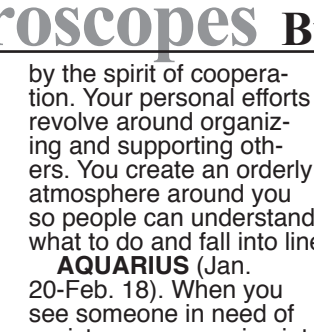 roscopes
by the spirit of coopera-
tion. Your personal efforts
revolve around organiz-
ing and supporting oth-
ers. You create an orderly
atmosphere around you
so people can understand
what to do and fall into line
AQUARIUS (Jan.
20-Feb. 18). When you
see someone in need of